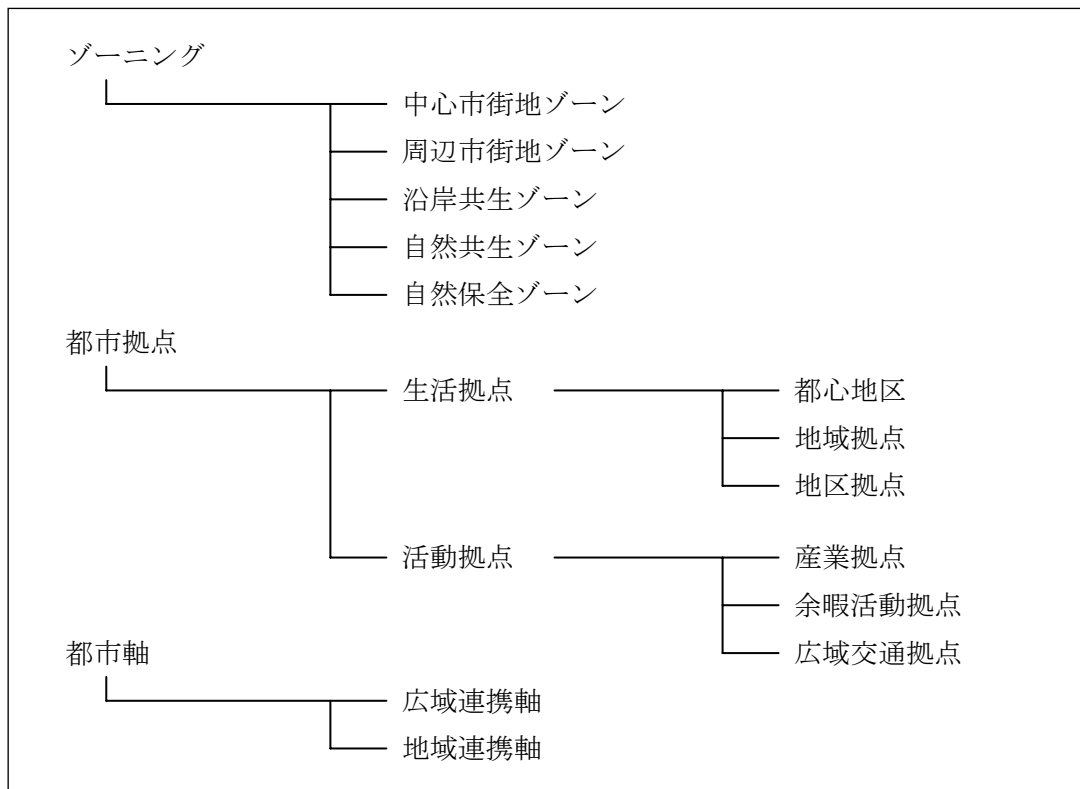 ゾーニング
中心市街地ゾーン
周辺市街地ゾーン
沿岸共生ゾーン
自然共生ゾーン
自然保全ゾーン
都市拠点
生活拠点 都心地区
地域拠点
地区拠点
活動拠点 産業拠点
余暇活動拠点
広域交通拠点
都市軸
広域連携軸
地域連携軸